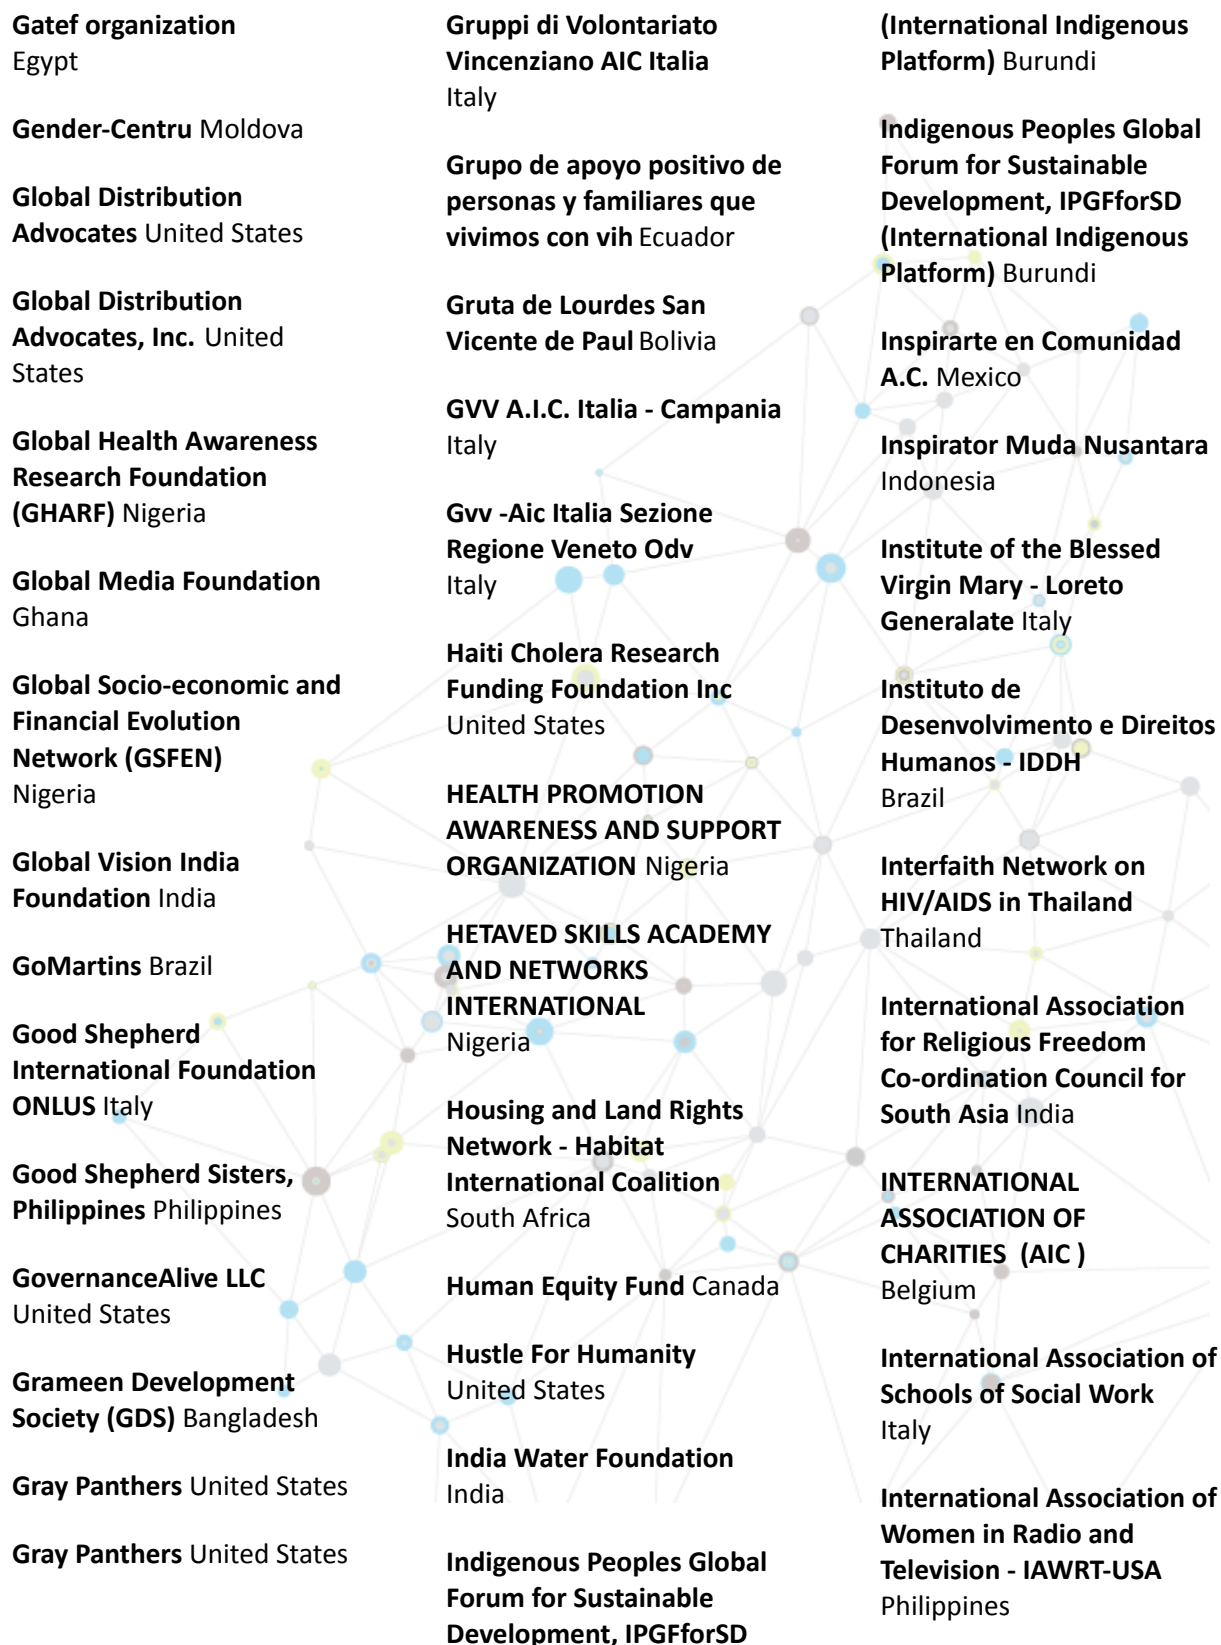 Gatef organization
Egypt
Gender-Centru Moldova
Global Distribution
Advocates United States
Global Distribution
Advocates, Inc. United
States
Global Health Awareness
Research Foundation
(GHARF) Nigeria
Global Media Foundation
Ghana
Global Socio-economic and
Financial Evolution
Network (GSFEN)
Nigeria
Global Vision India
Foundation India
GoMartins Brazil
Good Shepherd
International Foundation
ONLUS Italy
Good Shepherd Sisters,
Philippines Philippines
GovernanceAlive LLC
United States
Grameen Development
Society (GDS) Bangladesh
Gray Panthers United States
Gray Panthers United States
Gruppi di Volontariato
Vincenziano AIC Italia
Italy
Grupo de apoyo positivo de
personas y familiares que
vivimos con vih Ecuador
Gruta de Lourdes San
Vicente de Paul Bolivia
GVV A.I.C. Italia - Campania
Italy
Gvv -Aic Italia Sezione
Regione Veneto Odv
Italy
Haiti Cholera Research
Funding Foundation Inc
United States
HEALTH PROMOTION
AWARENESS AND SUPPORT
ORGANIZATION Nigeria
HETAVED SKILLS ACADEMY
AND NETWORKS
INTERNATIONAL
Nigeria
Housing and Land Rights
Network - Habitat
International Coalition
South Africa
Human Equity Fund Canada
Hustle For Humanity
United States
India Water Foundation
India
Indigenous Peoples Global
Forum for Sustainable
Development, IPGFforSD
(International Indigenous
Platform) Burundi
Indigenous Peoples Global
Forum for Sustainable
Development, IPGFforSD
(International Indigenous
Platform) Burundi
Inspirarte en Comunidad
A.C. Mexico
Inspirator Muda Nusantara
Indonesia
Institute of the Blessed
Virgin Mary - Loreto
Generalate Italy
Instituto de
Desenvolvimento e Direitos
Humanos - IDDH
Brazil
Interfaith Network on
HIV/AIDS in Thailand
Thailand
International Association
for Religious Freedom
Co-ordination Council for
South Asia India
INTERNATIONAL
ASSOCIATION OF
CHARITIES  (AIC )
Belgium
International Association of
Schools of Social Work
Italy
International Association of
Women in Radio and
Television - IAWRT-USA
Philippines